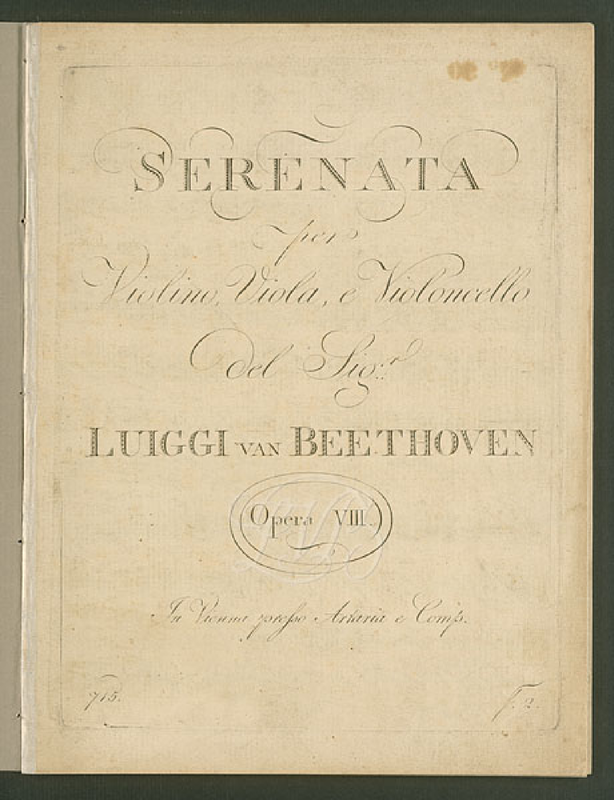 SERENATA
per
Violino, Viola, e Violoncello
del Sig.r
LUIGGI VAN BEETHOVEN
Opera VIII.
In Vienna presso Artaria e Comp.
715. f. 2.